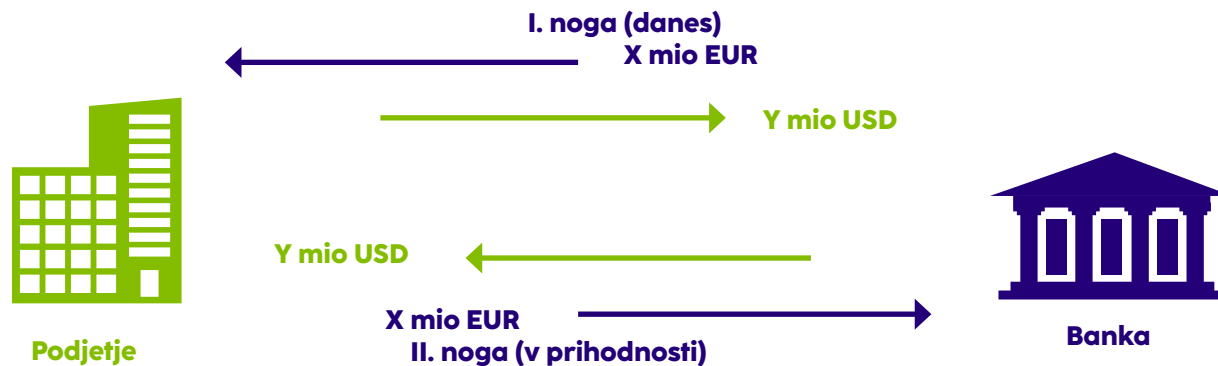 I. noga (danes)
X mio EUR
Y mio USD
Y mio USD
X mio EUR
II. noga (v prihodnosti)
Podjetje
Banka